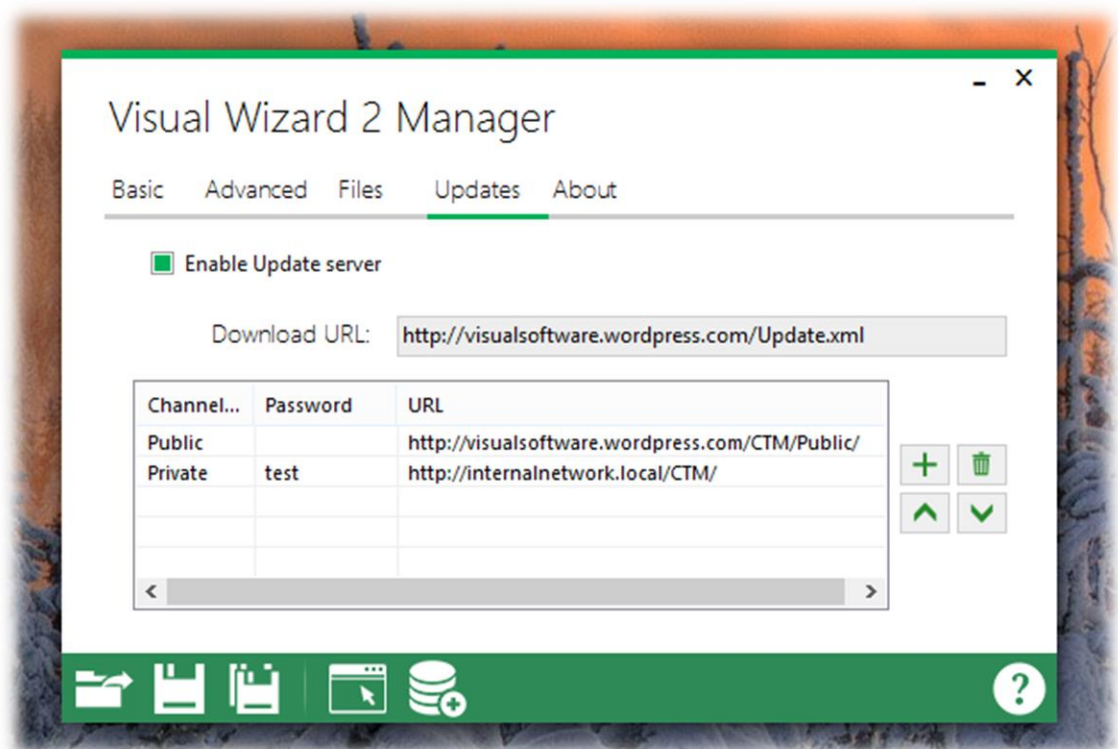 Visual Wizard 2 Manager
Basic Advanced Files Updates About
Enable Update server
Download URL: http://visualsoftware.wordpress.com/Update.xml
Channel... Password URL
Public http://visualsoftware.wordpress.com/CTM/Public/
Private test http://internalnetwork.local/CTM/